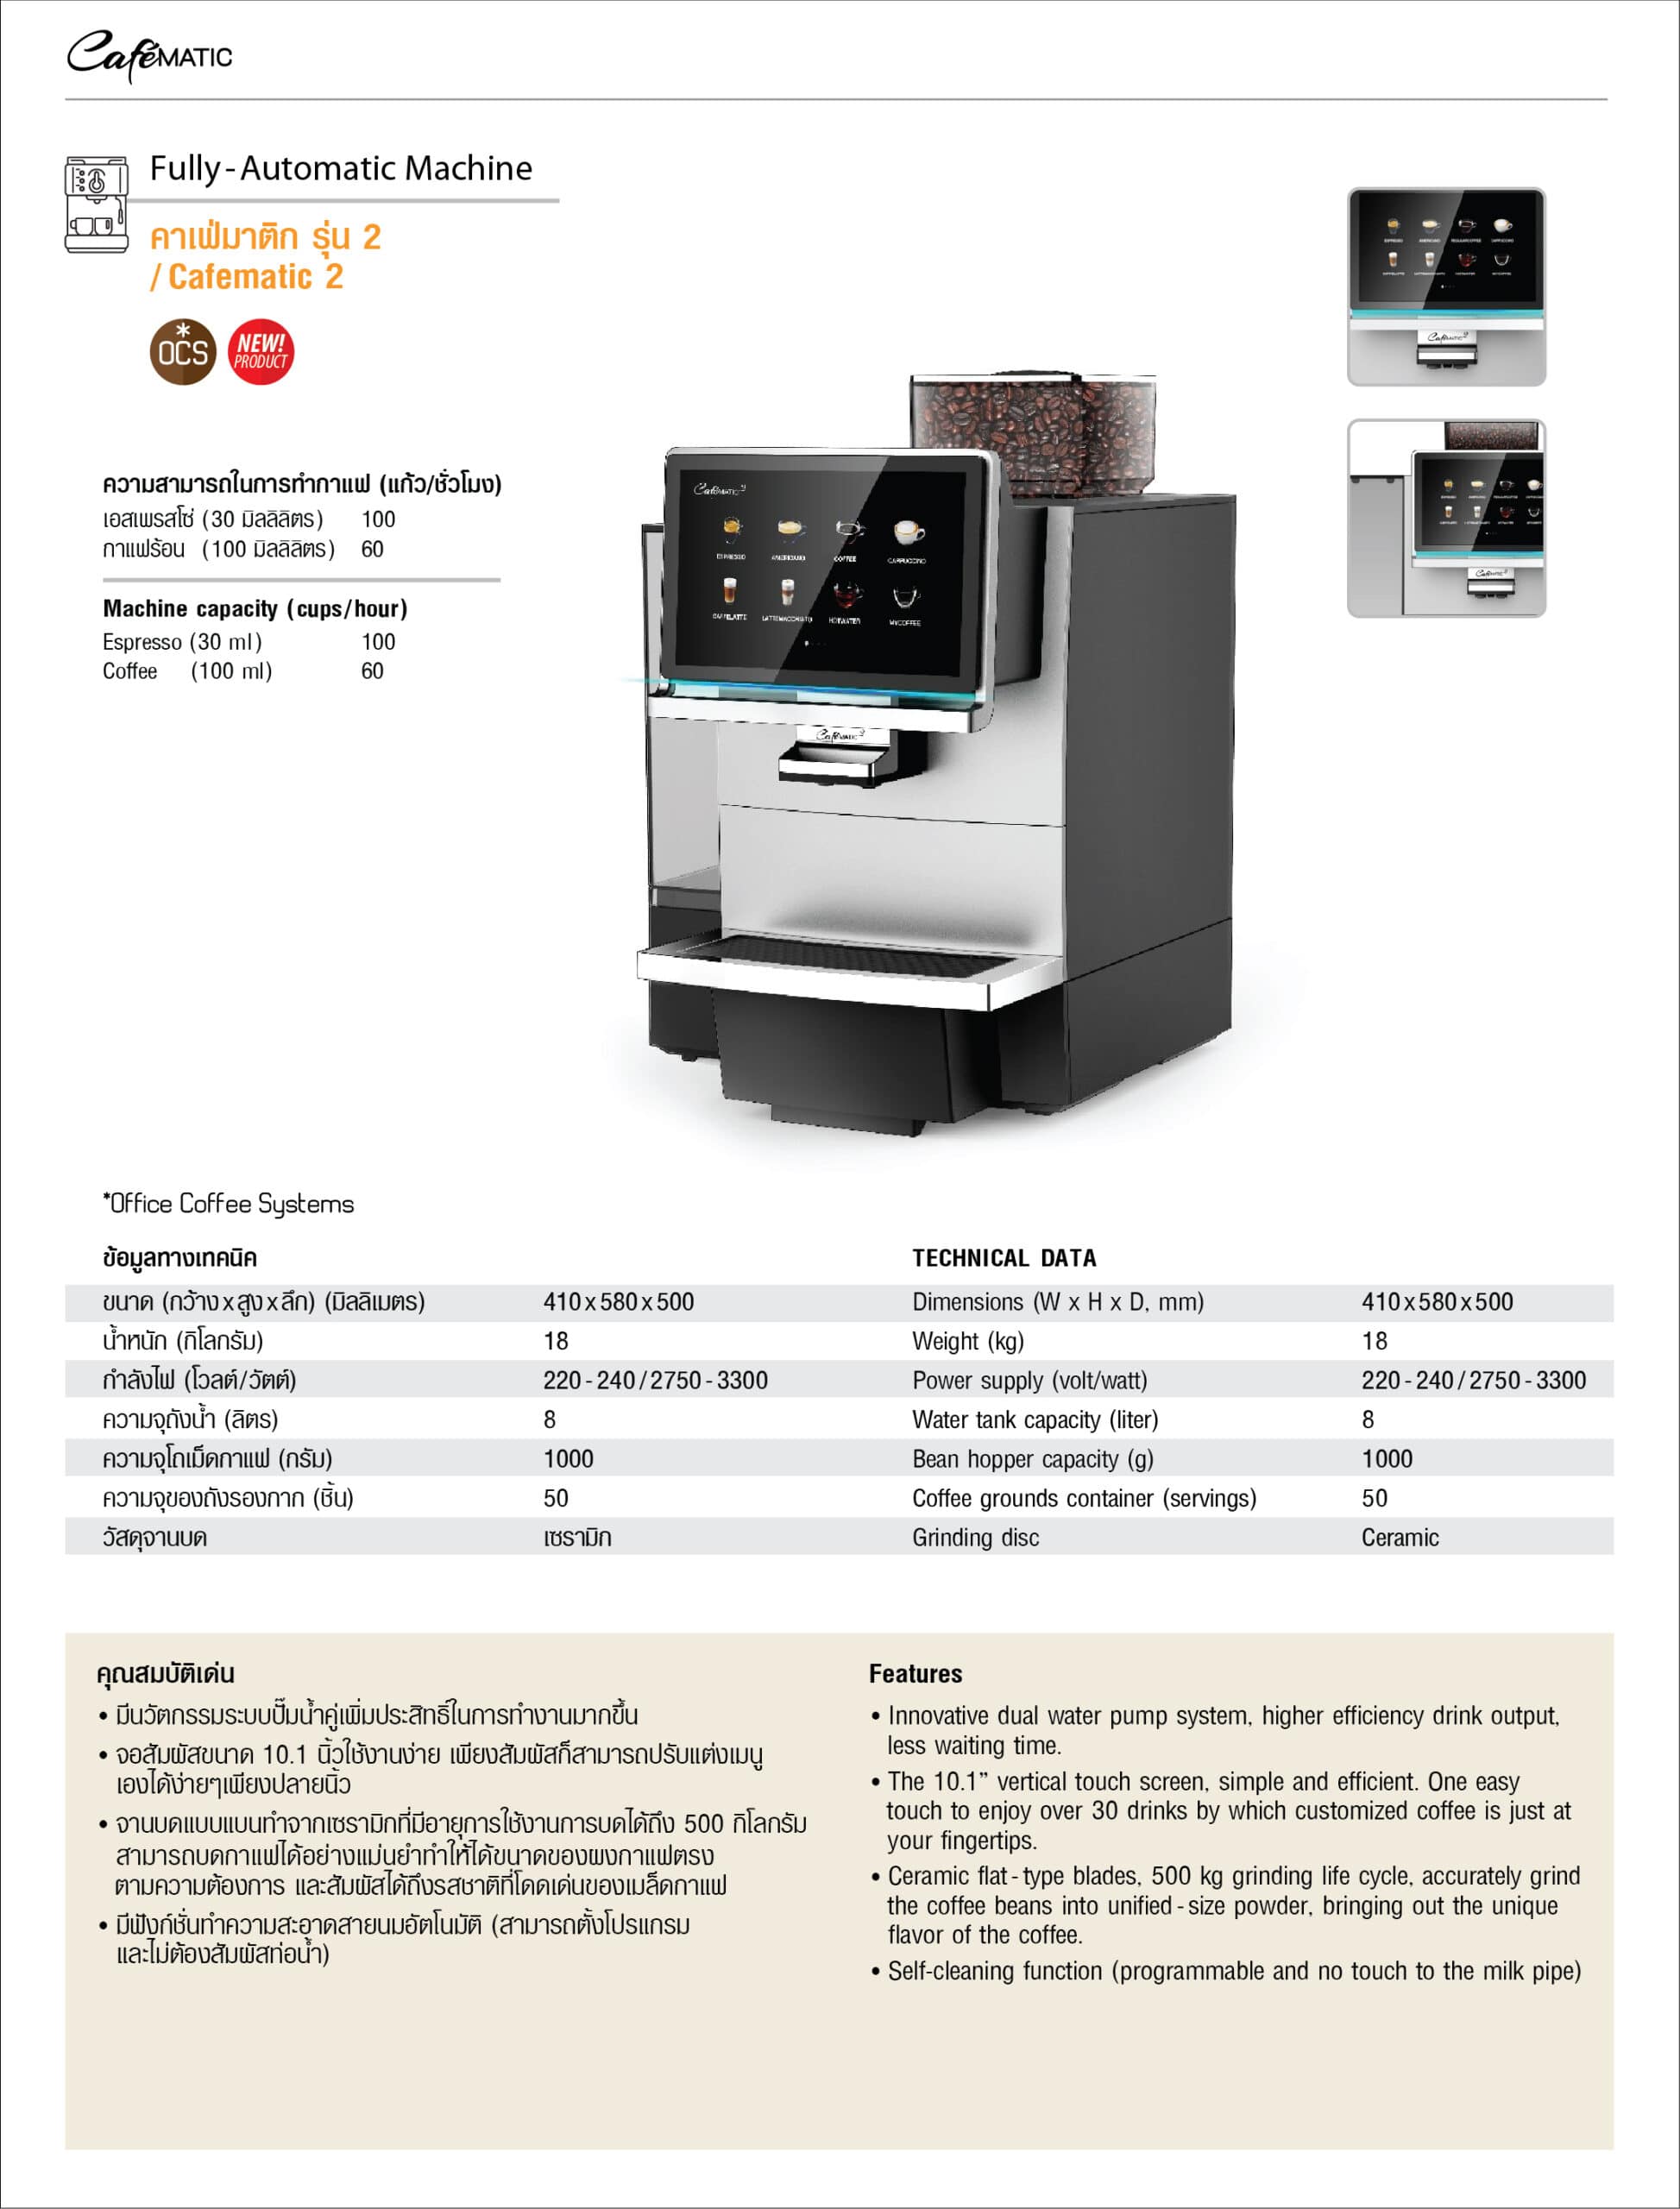 CaféMATIC
Fully-Automatic Machine
คาเฟ่มาติก รุ่น 2
/ Cafematic 2
*
OCS
NEW!
PRODUCT
ความสามารถในการทำกาแฟ (แก้ว/ชั่วโมง)
เอสเพรสโซ่ (30 มิลลิลิตร) 100
กาแฟร้อน (100 มิลลิลิตร) 60
Machine capacity (cups/hour)
Espresso (30 ml) 100
Coffee (100 ml) 60
CaféMATIC 2
ESPRESSO AMERICANO COFFEE CAPPUCCINO
CAFFELATTE LATTEMACCHIATO HOTWATER MYCOFFEE
CaféMATIC 2
*Office Coffee Systems
ข้อมูลทางเทคนิค
ขนาด (กว้าง x สูง x ลึก) (มิลลิเมตร) 410 x 580 x 500
น้ำหนัก (กิโลกรัม) 18
กำลังไฟ (โวลต์/วัตต์) 220 - 240 / 2750 - 3300
ความจุถังน้ำ (ลิตร) 8
ความจุโถเม็ดกาแฟ (กรัม) 1000
ความจุของถังรองกาก (ชิ้น) 50
วัสดุจานบด เซรามิก
TECHNICAL DATA
Dimensions (W x H x D, mm) 410 x 580 x 500
Weight (kg) 18
Power supply (volt/watt) 220 - 240 / 2750 - 3300
Water tank capacity (liter) 8
Bean hopper capacity (g) 1000
Coffee grounds container (servings) 50
Grinding disc Ceramic
คุณสมบัติเด่น
• มีนวัตกรรมระบบปั๊มน้ำคู่เพิ่มประสิทธิ์ในการทำงานมากขึ้น
• จอสัมผัสขนาด 10.1 นิ้วใช้งานง่าย เพียงสัมผัสก็สามารถปรับแต่งเมนู
เองได้ง่ายๆเพียงปลายนิ้ว
• จานบดแบบแบนทำจากเซรามิกที่มีอายุการใช้งานการบดได้ถึง 500 กิโลกรัม
สามารถบดกาแฟได้อย่างแม่นยำทำให้ได้ขนาดของผงกาแฟตรง
ตามความต้องการ และสัมผัสได้ถึงรสชาติที่โดดเด่นของเมล็ดกาแฟ
• มีฟังก์ชั่นทำความสะอาดสายนมอัตโนมัติ (สามารถตั้งโปรแกรม
และไม่ต้องสัมผัสท่อน้ำ)
Features
• Innovative dual water pump system, higher efficiency drink output,
less waiting time.
• The 10.1” vertical touch screen, simple and efficient. One easy
touch to enjoy over 30 drinks by which customized coffee is just at
your fingertips.
• Ceramic flat - type blades, 500 kg grinding life cycle, accurately grind
the coffee beans into unified - size powder, bringing out the unique
flavor of the coffee.
• Self-cleaning function (programmable and no touch to the milk pipe)